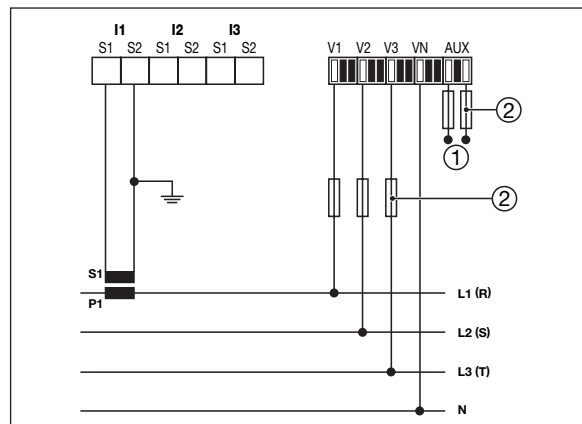 I1 I2 I3
S1 S2 S1 S2 S1 S2 V1 V2 V3 VN AUX
2
1
2
S1
P1
L1 (R)
L2 (S)
L3 (T)
N